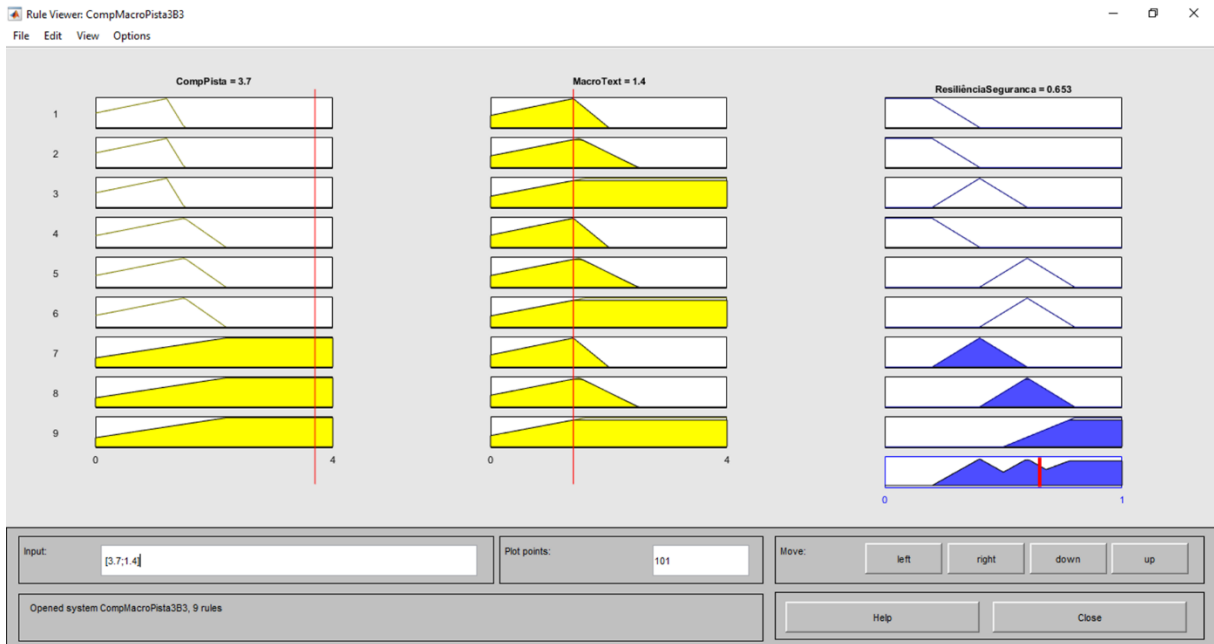 Rule Viewer: CompMacroPista3B3
File Edit View Options
CompPista = 3.7
MacroText = 1.4
ResiliênciaSeguranca = 0.653
1
2
3
4
5
6
7
8
9
0 4
0 4
0 1
Input:
[3.7;1.4]
Plot points:
101
Move:
left right down up
Opened system CompMacroPista3B3, 9 rules
Help
Close